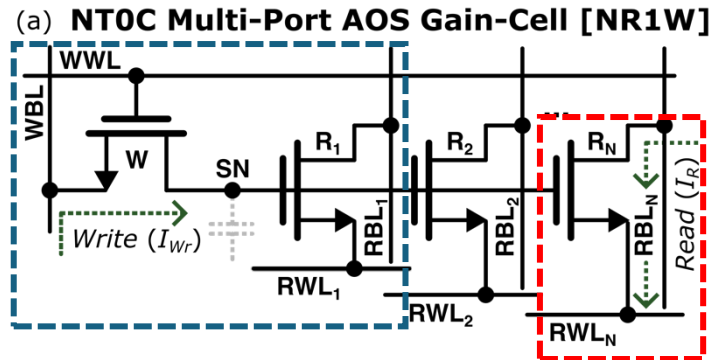 (a) NT0C Multi-Port AOS Gain-Cell [NR1W]
WWL
WBL
W
SN
R1
R2
...
RN
RBL1
RBL2
RBLN
Write (IWr)
Read (IR)
RWL1
RWL2
RWLN